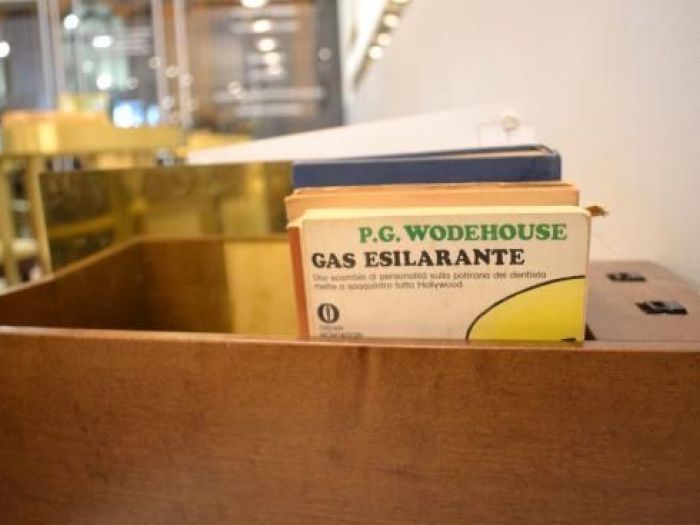 P.G. WODEHOUSE
GAS ESILARANTE
Uno scambio di personalità sulla poltrona del dentista
mette a soqquadro tutta Hollywood.
OSCAR
MONDADORI